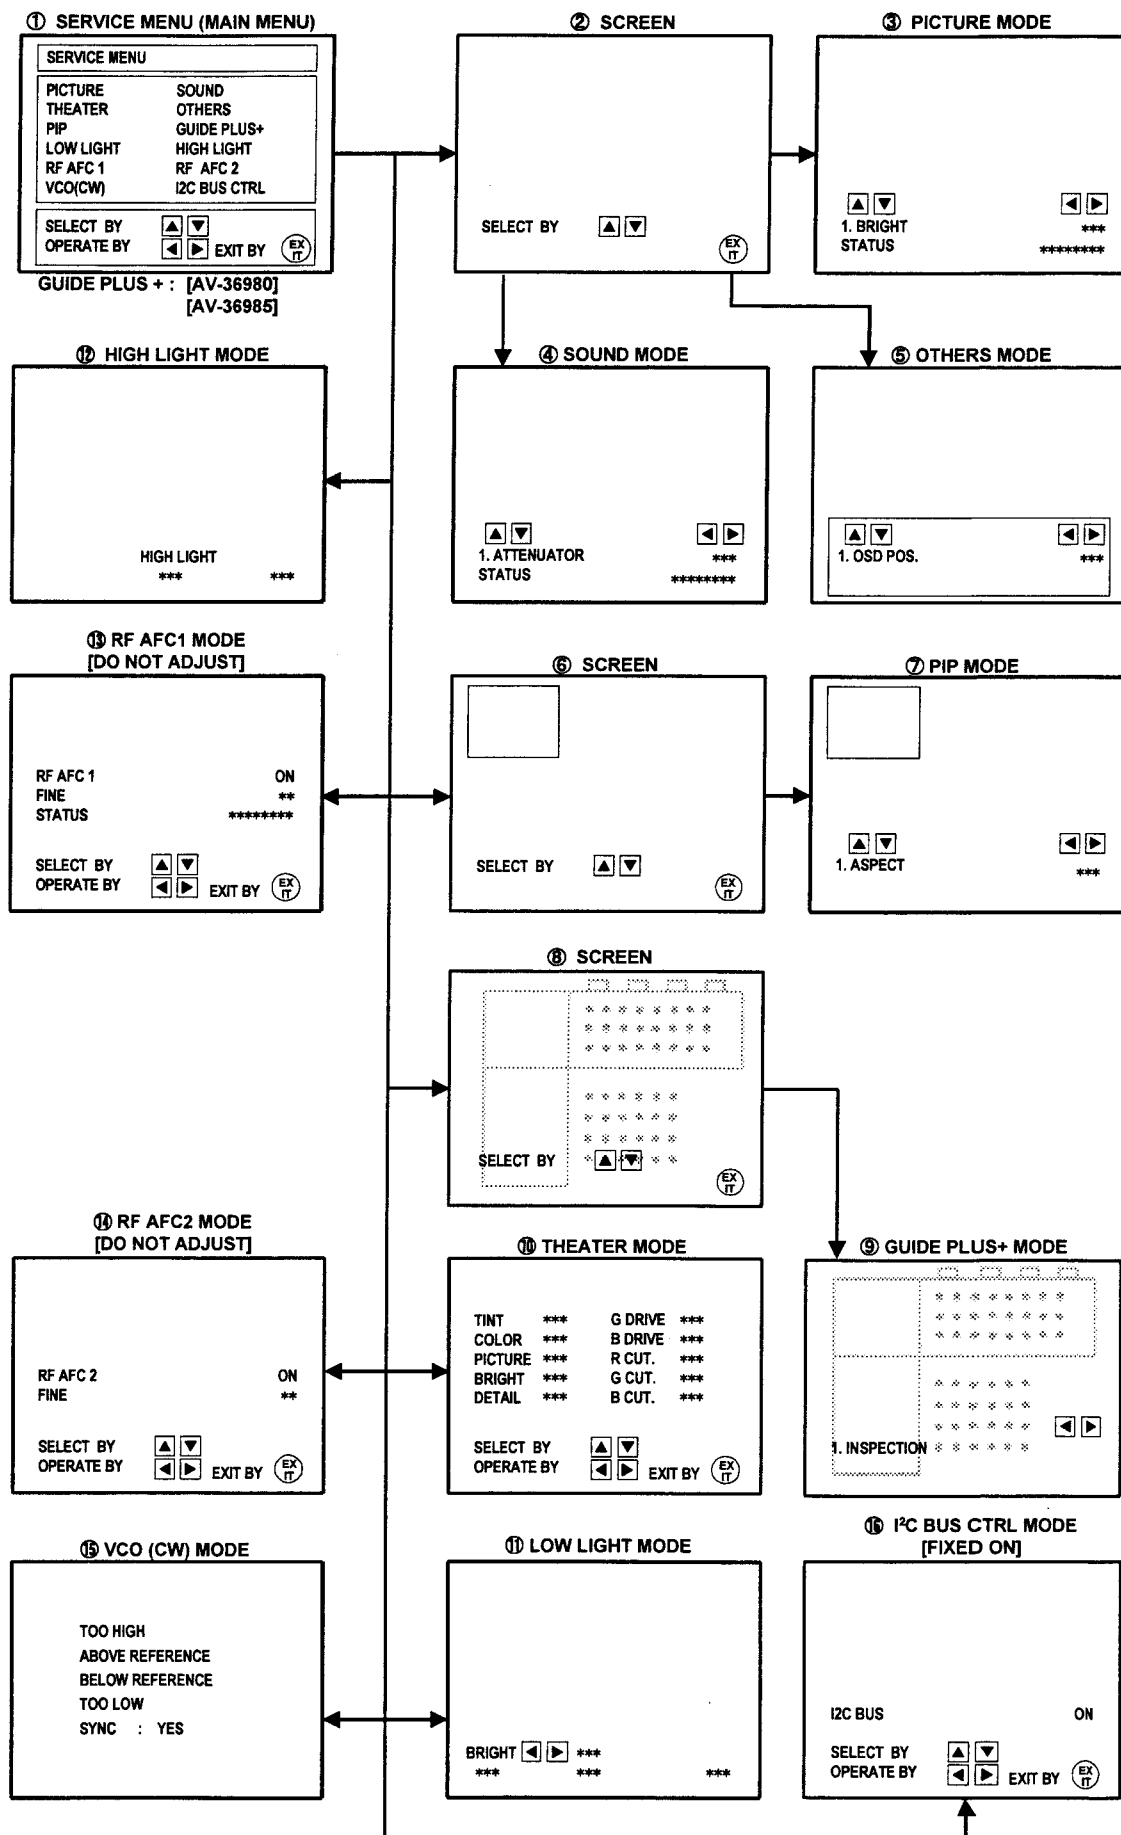 ① SERVICE MENU (MAIN MENU)
SERVICE MENU
PICTURE SOUND
THEATER OTHERS
PIP GUIDE PLUS+
LOW LIGHT HIGH LIGHT
RF AFC 1 RF AFC 2
VCO(CW) I2C BUS CTRL
SELECT BY ▲ ▼
OPERATE BY ◀ ▶ EXIT BY EXIT
GUIDE PLUS + : [AV-36980]
[AV-36985]
② SCREEN
SELECT BY ▲ ▼
EXIT
③ PICTURE MODE
▲ ▼ ◀ ▶
1. BRIGHT ***
STATUS ********
⑫ HIGH LIGHT MODE
HIGH LIGHT
*** ***
④ SOUND MODE
▲ ▼ ◀ ▶
1. ATTENUATOR ***
STATUS ********
⑤ OTHERS MODE
▲ ▼ ◀ ▶
1. OSD POS. ***
⑬ RF AFC1 MODE
[DO NOT ADJUST]
RF AFC 1 ON
FINE **
STATUS ********
SELECT BY ▲ ▼
OPERATE BY ◀ ▶ EXIT BY EXIT
⑥ SCREEN
SELECT BY ▲ ▼
EXIT
⑦ PIP MODE
▲ ▼ ◀ ▶
1. ASPECT ***
⑧ SCREEN
SELECT BY ▲ ▼
EXIT
⑭ RF AFC2 MODE
[DO NOT ADJUST]
RF AFC 2 ON
FINE **
SELECT BY ▲ ▼
OPERATE BY ◀ ▶ EXIT BY EXIT
⑩ THEATER MODE
TINT *** G DRIVE ***
COLOR *** B DRIVE ***
PICTURE *** R CUT. ***
BRIGHT *** G CUT. ***
DETAIL *** B CUT. ***
SELECT BY ▲ ▼
OPERATE BY ◀ ▶ EXIT BY EXIT
⑨ GUIDE PLUS+ MODE
◀ ▶
1. INSPECTION
⑮ VCO (CW) MODE
TOO HIGH
ABOVE REFERENCE
BELOW REFERENCE
TOO LOW
SYNC : YES
⑪ LOW LIGHT MODE
BRIGHT ◀ ▶ ***
*** *** ***
⑯ I²C BUS CTRL MODE
[FIXED ON]
I2C BUS ON
SELECT BY ▲ ▼
OPERATE BY ◀ ▶ EXIT BY EXIT